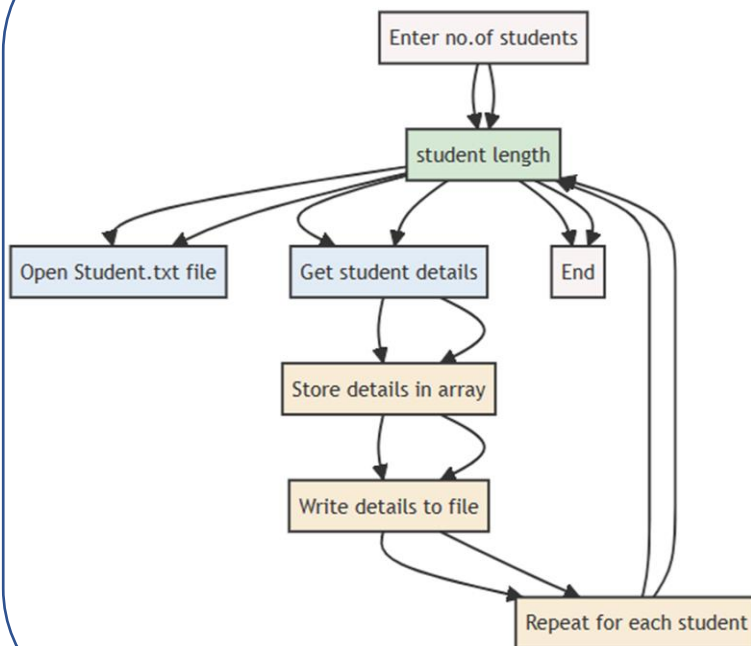 Enter no.of students
student length
Open Student.txt file
Get student details
End
Store details in array
Write details to file
Repeat for each student